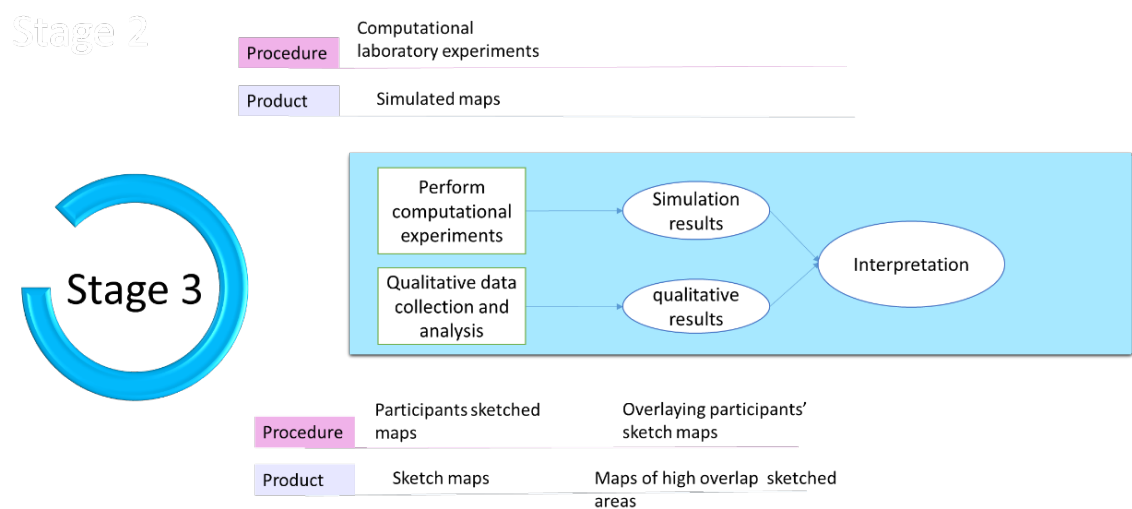 Stage 2
Computational
laboratory experiments
Procedure
Product
Simulated maps
Perform
computational
experiments
Simulation
results
Stage 3
Interpretation
Qualitative data
collection and
analysis
qualitative
results
Participants sketched
maps
Overlaying participants’
sketch maps
Procedure
Product
Sketch maps
Maps of high overlap sketched
areas